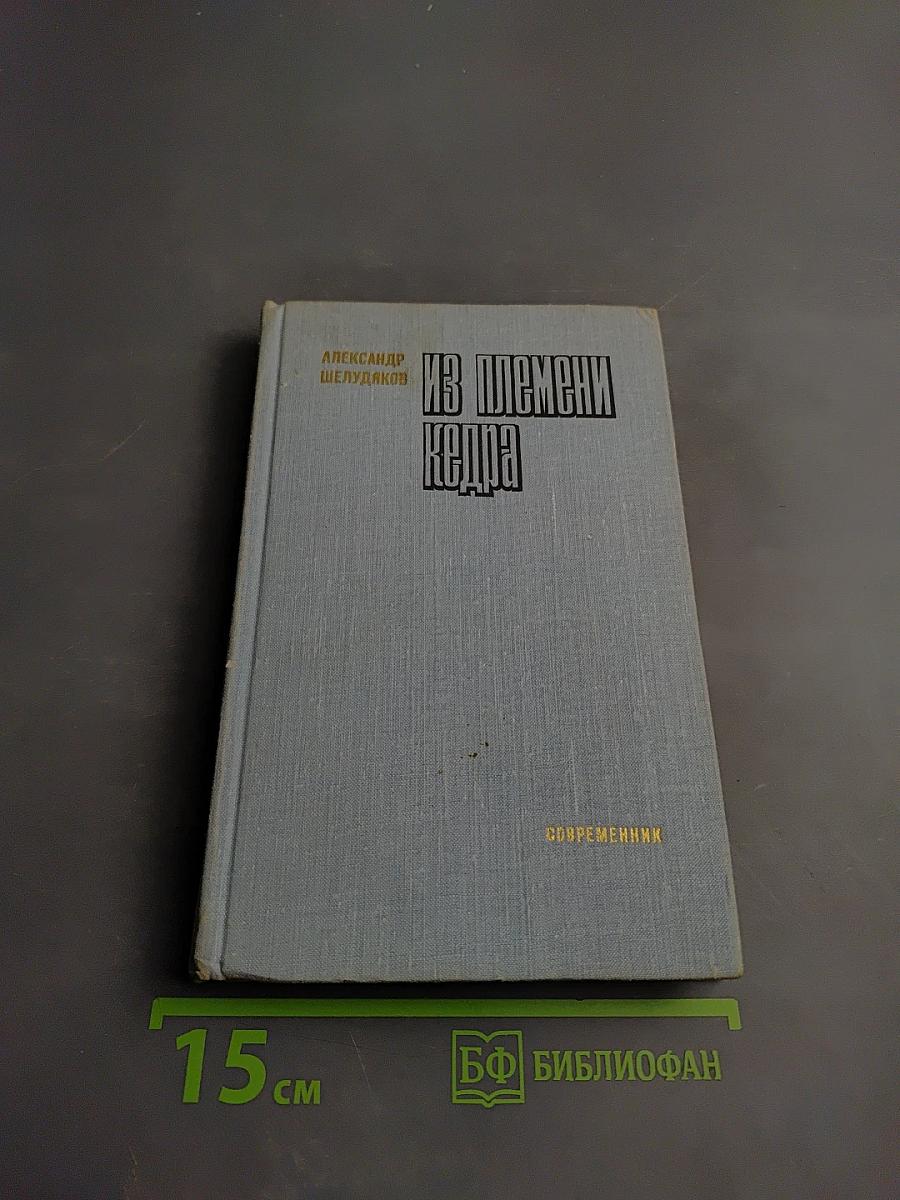 АЛЕКСАНДР
ШЕЛУДЯКОВ
ИЗ ПЛЕМЕНИ
КЕДРА
СОВРЕМЕННИК
15 см
БФ БИБЛИОФАН